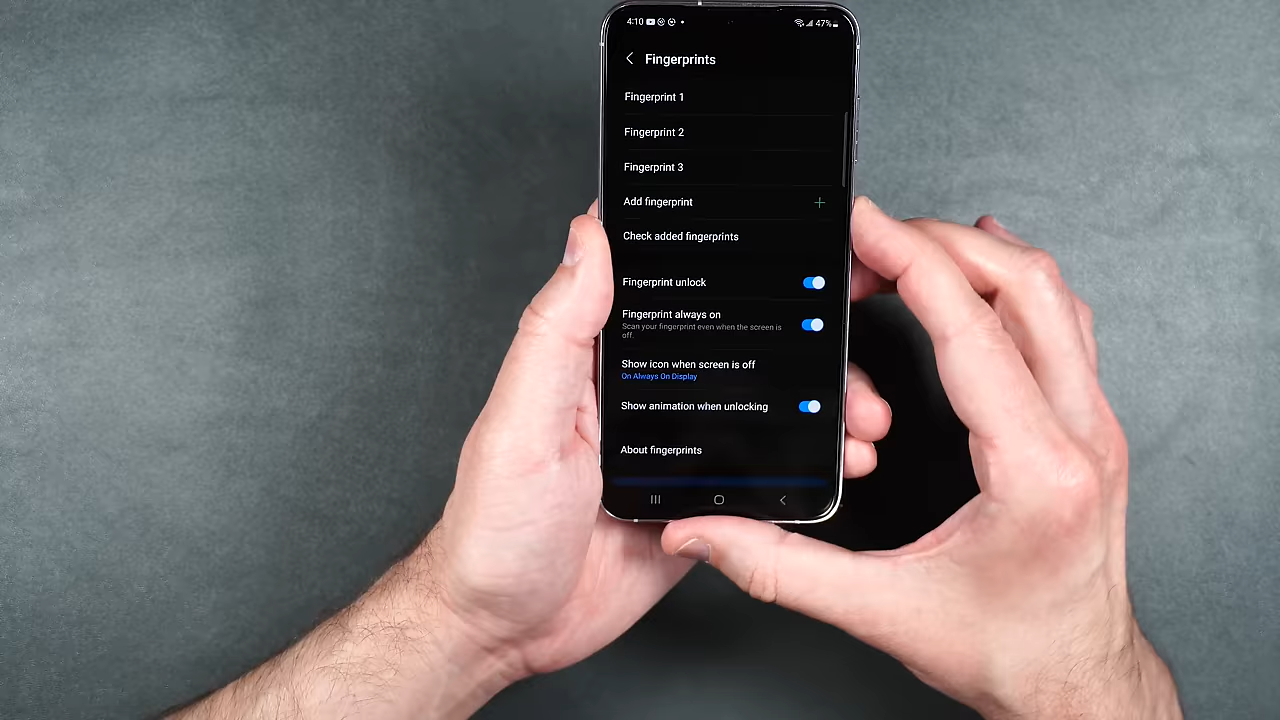 4:10 47%
Fingerprints
Fingerprint 1
Fingerprint 2
Fingerprint 3
Add fingerprint
Check added fingerprints
Fingerprint unlock
Fingerprint always on
Scan your fingerprint even when the screen is
off.
Show icon when screen is off
On Always On Display
Show animation when unlocking
About fingerprints